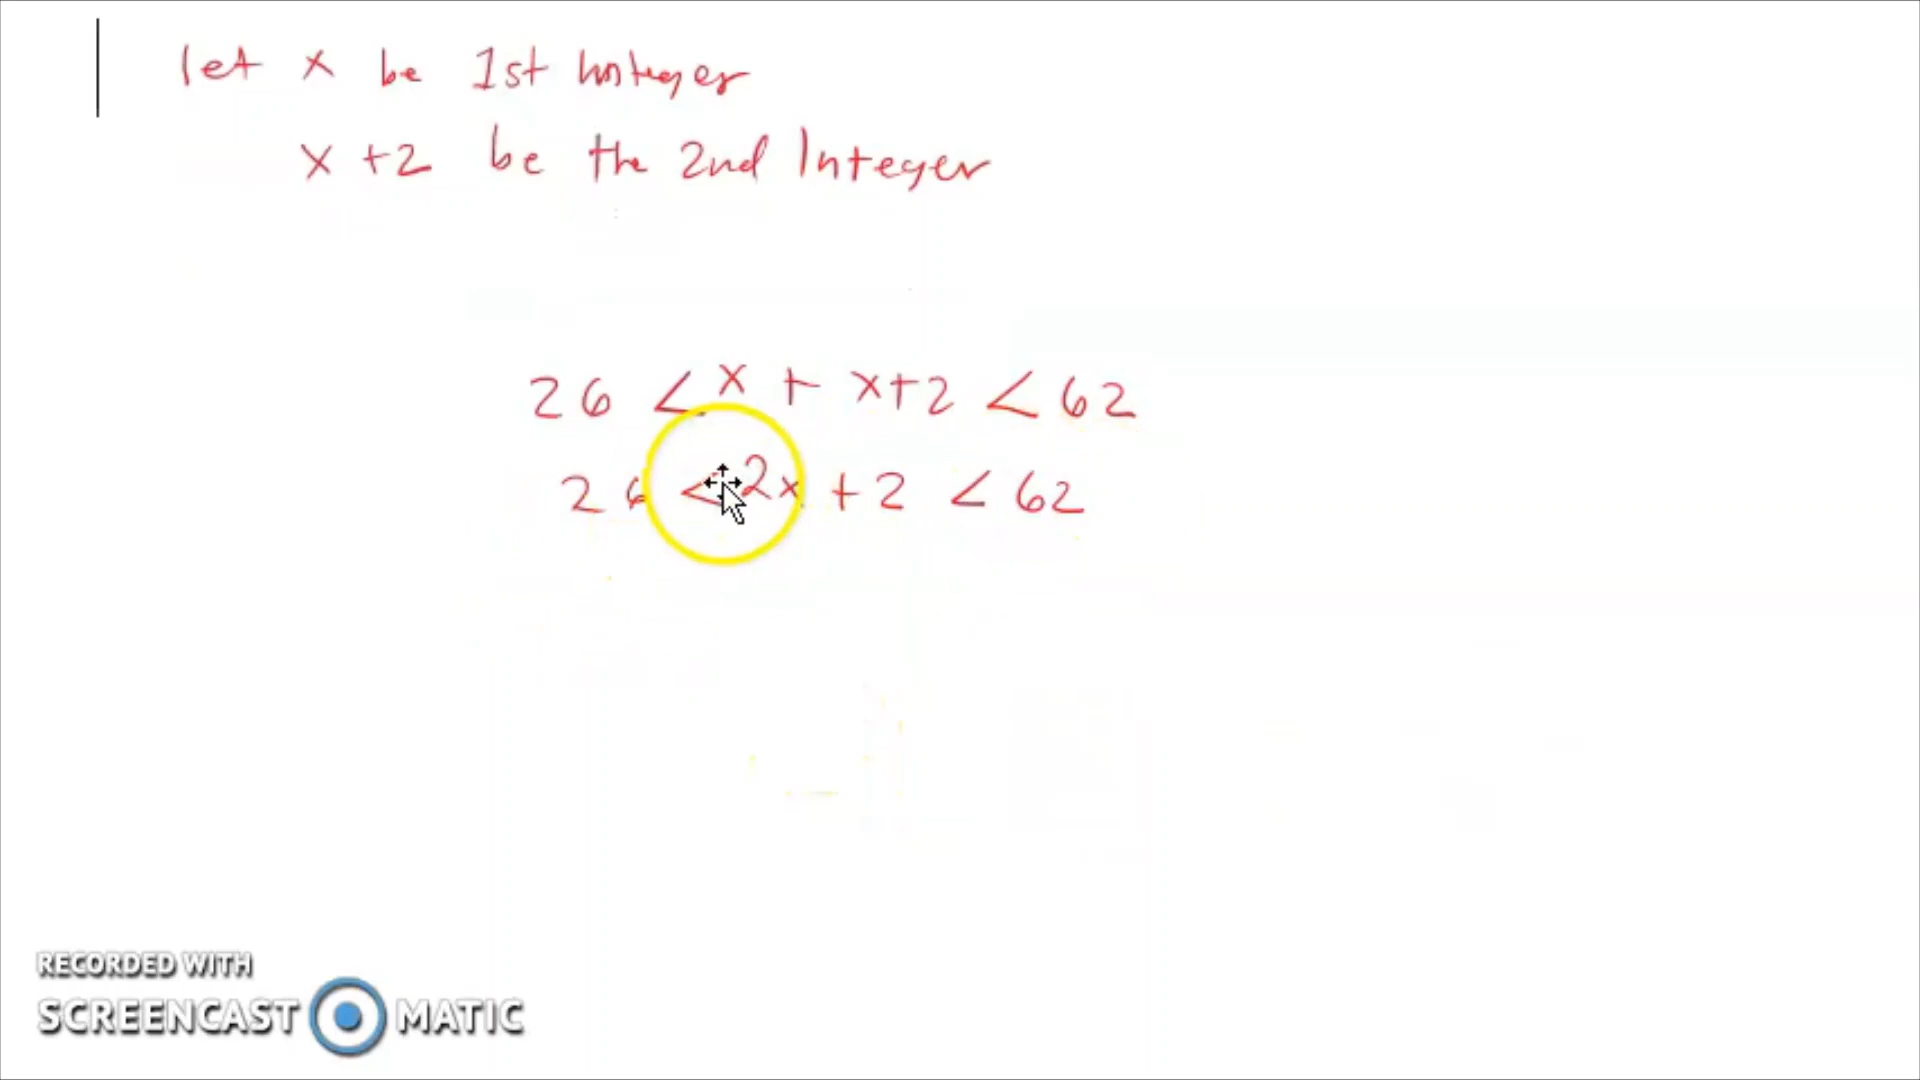 let x be 1st Integer
x + 2 be the 2nd Integer
26 < x + x + 2 < 62
26 < 2x + 2 < 62
RECORDED WITH
SCREENCAST MATIC